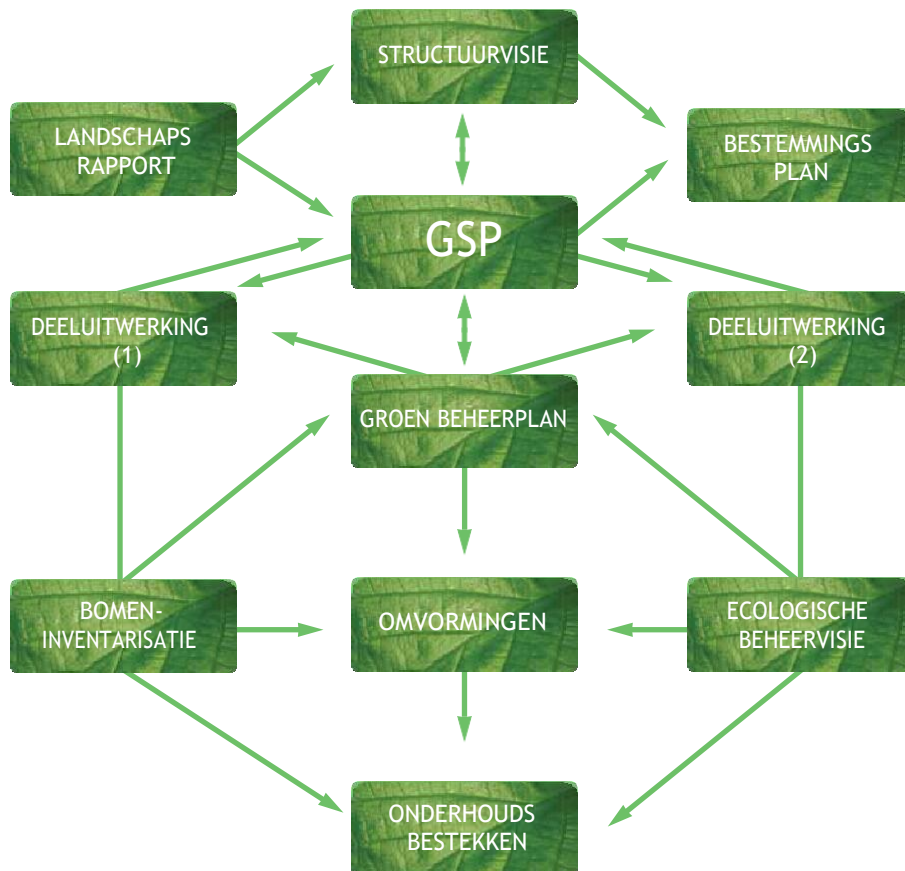 STRUCTUURVISIE
LANDSCHAPS
RAPPORT
BESTEMMINGS
PLAN
GSP
DEELUITWERKING
(1)
DEELUITWERKING
(2)
GROEN BEHEERPLAN
BOMEN-
INVENTARISATIE
OMVORMINGEN
ECOLOGISCHE
BEHEERVISIE
ONDERHOUDS
BESTEKKEN